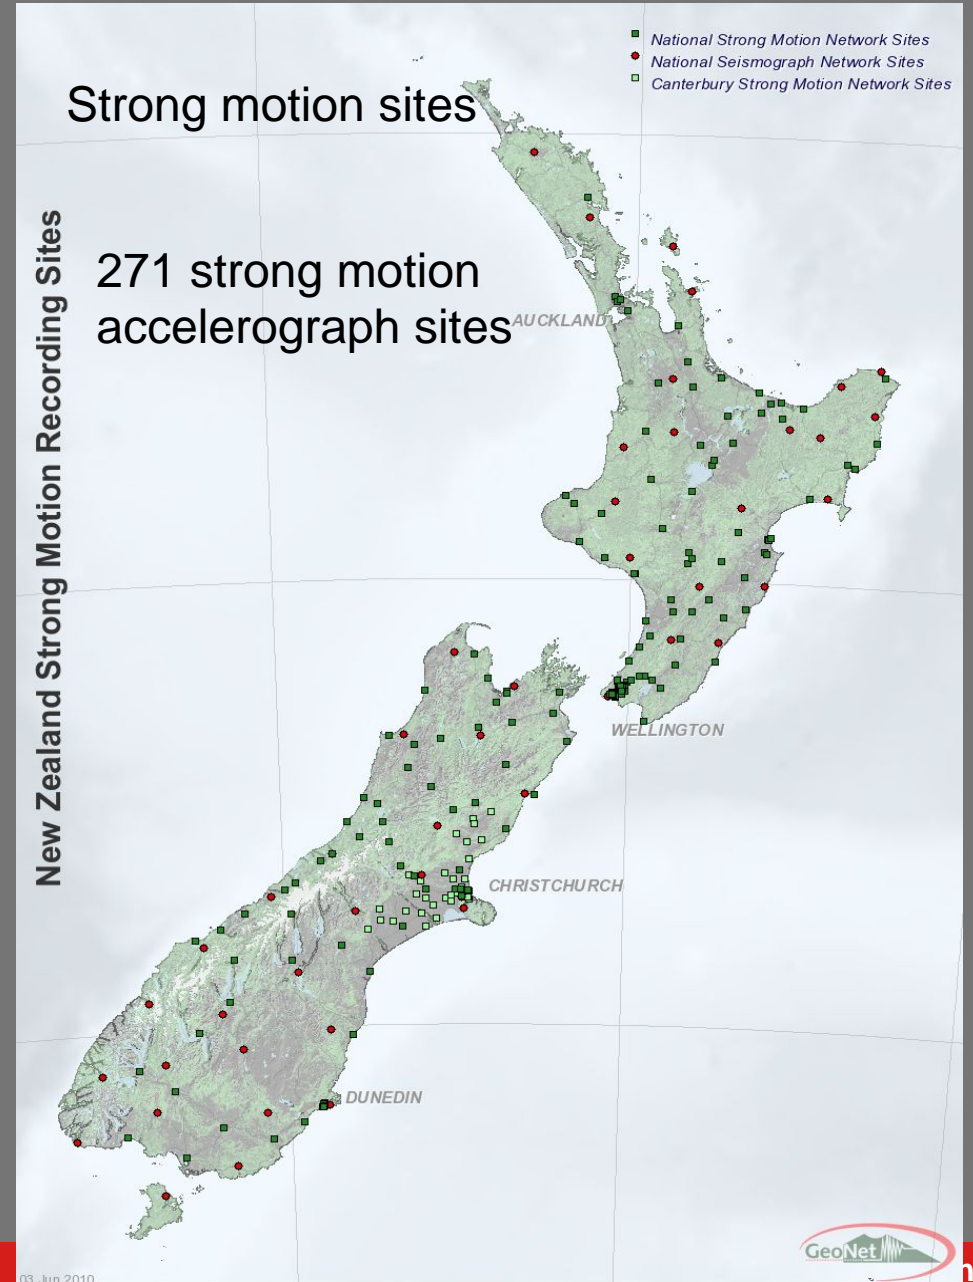 National Strong Motion Network Sites
National Seismograph Network Sites
Canterbury Strong Motion Network Sites
Strong motion sites
New Zealand Strong Motion Recording Sites
271 strong motion
accelerograph sites
AUCKLAND
WELLINGTON
CHRISTCHURCH
DUNEDIN
GeoNet
03 Jun 2010